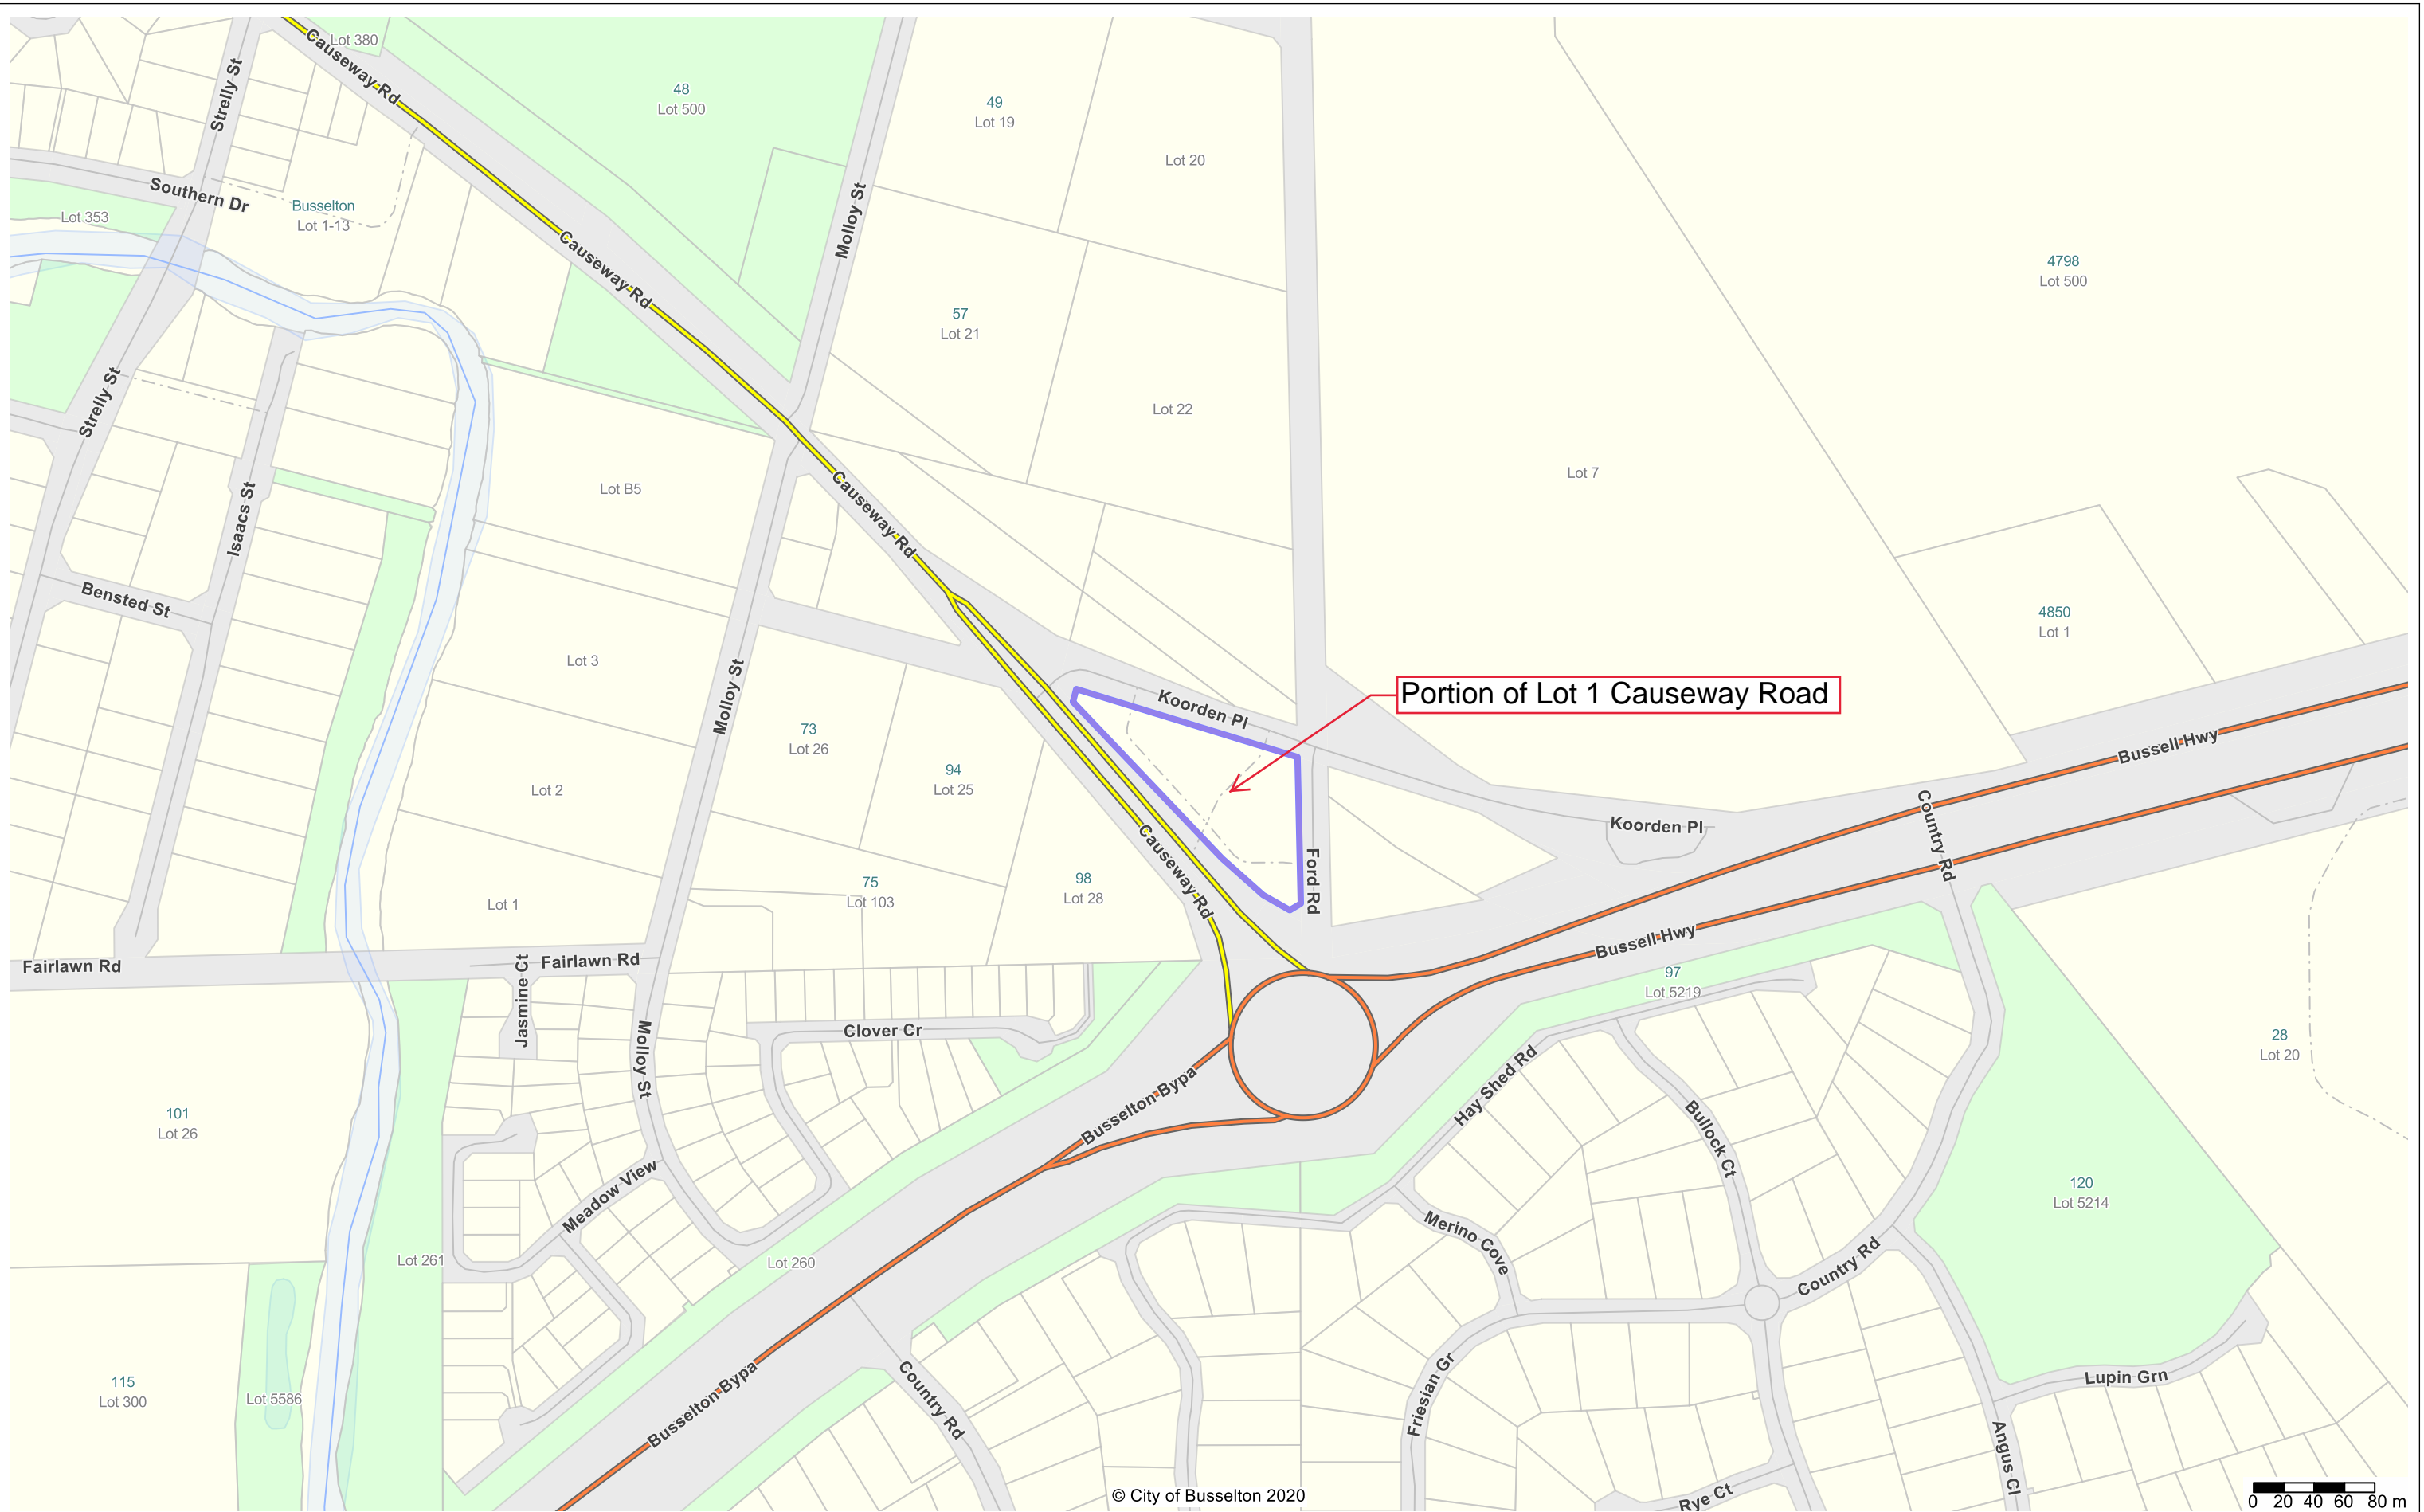 Causeway Rd
Lot 380
Strelly St
48
Lot 500
49
Lot 19
Lot 20
Southern Dr
Lot 353
Busselton
Lot 1-13
Molloy St
Causeway Rd
4798
Lot 500
57
Lot 21
Lot 22
Strelly St
Lot B5
Isaacs St
Causeway Rd
Lot 7
Bensted St
4850
Lot 1
Lot 3
Molloy St
Koorden Pl
Portion of Lot 1 Causeway Road
73
Lot 26
94
Lot 25
Bussell Hwy
Lot 2
Country Rd
Koorden Pl
Causeway Rd
Ford Rd
75
Lot 103
98
Lot 28
Lot 1
Bussell Hwy
Fairlawn Rd
Fairlawn Rd
Jasmine Ct
97
Lot 5219
Clover Cr
Molloy St
28
Lot 20
Busselton Bypa
Hay Shed Rd
Bullock Ct
101
Lot 26
Meadow View
120
Lot 5214
Merino Cove
Lot 261
Lot 260
Country Rd
115
Lot 300
Lot 5586
Busselton Bypa
Country Rd
Friesian Gr
Lupin Grn
Angus Cl
Rye Ct
© City of Busselton 2020
0 20 40 60 80 m